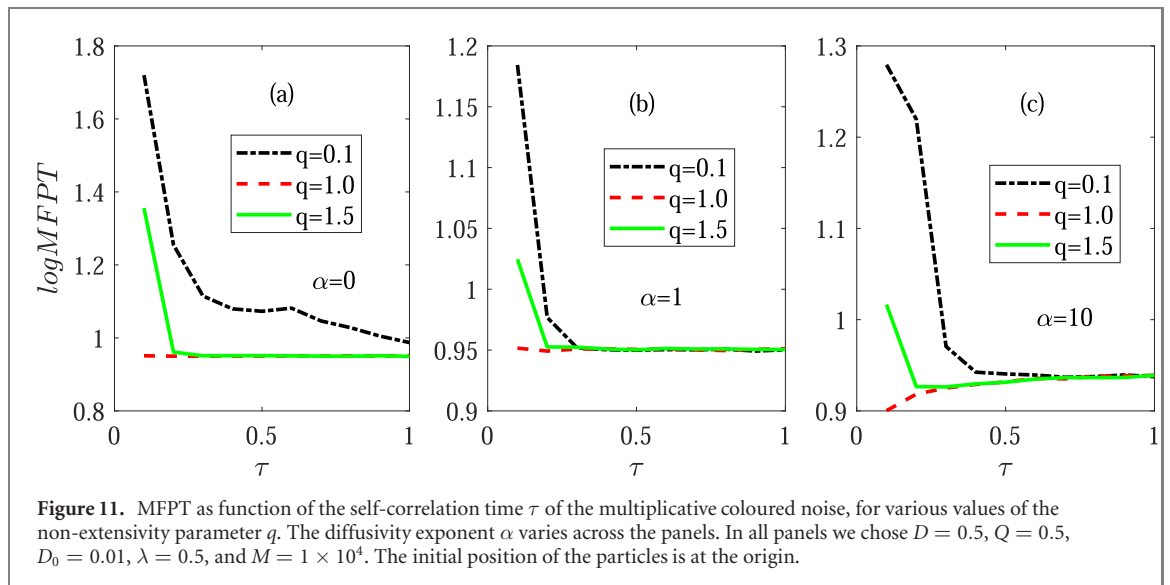 1.8
1.6
1.4
1.2
1
0.8
0
0.5
1
logMFPT
τ
(a)
q=0.1
q=1.0
q=1.5
α=0
1.2
1.15
1.1
1.05
1
0.95
0.9
0
0.5
1
τ
(b)
q=0.1
q=1.0
q=1.5
α=1
1.3
1.2
1.1
1
0.9
0
0.5
1
τ
(c)
q=0.1
q=1.0
q=1.5
α=10
Figure 11. MFPT as function of the self-correlation time τ of the multiplicative coloured noise, for various values of the
non-extensivity parameter q. The diffusivity exponent α varies across the panels. In all panels we chose D = 0.5, Q = 0.5,
D₀ = 0.01, λ = 0.5, and M = 1 × 10⁴. The initial position of the particles is at the origin.